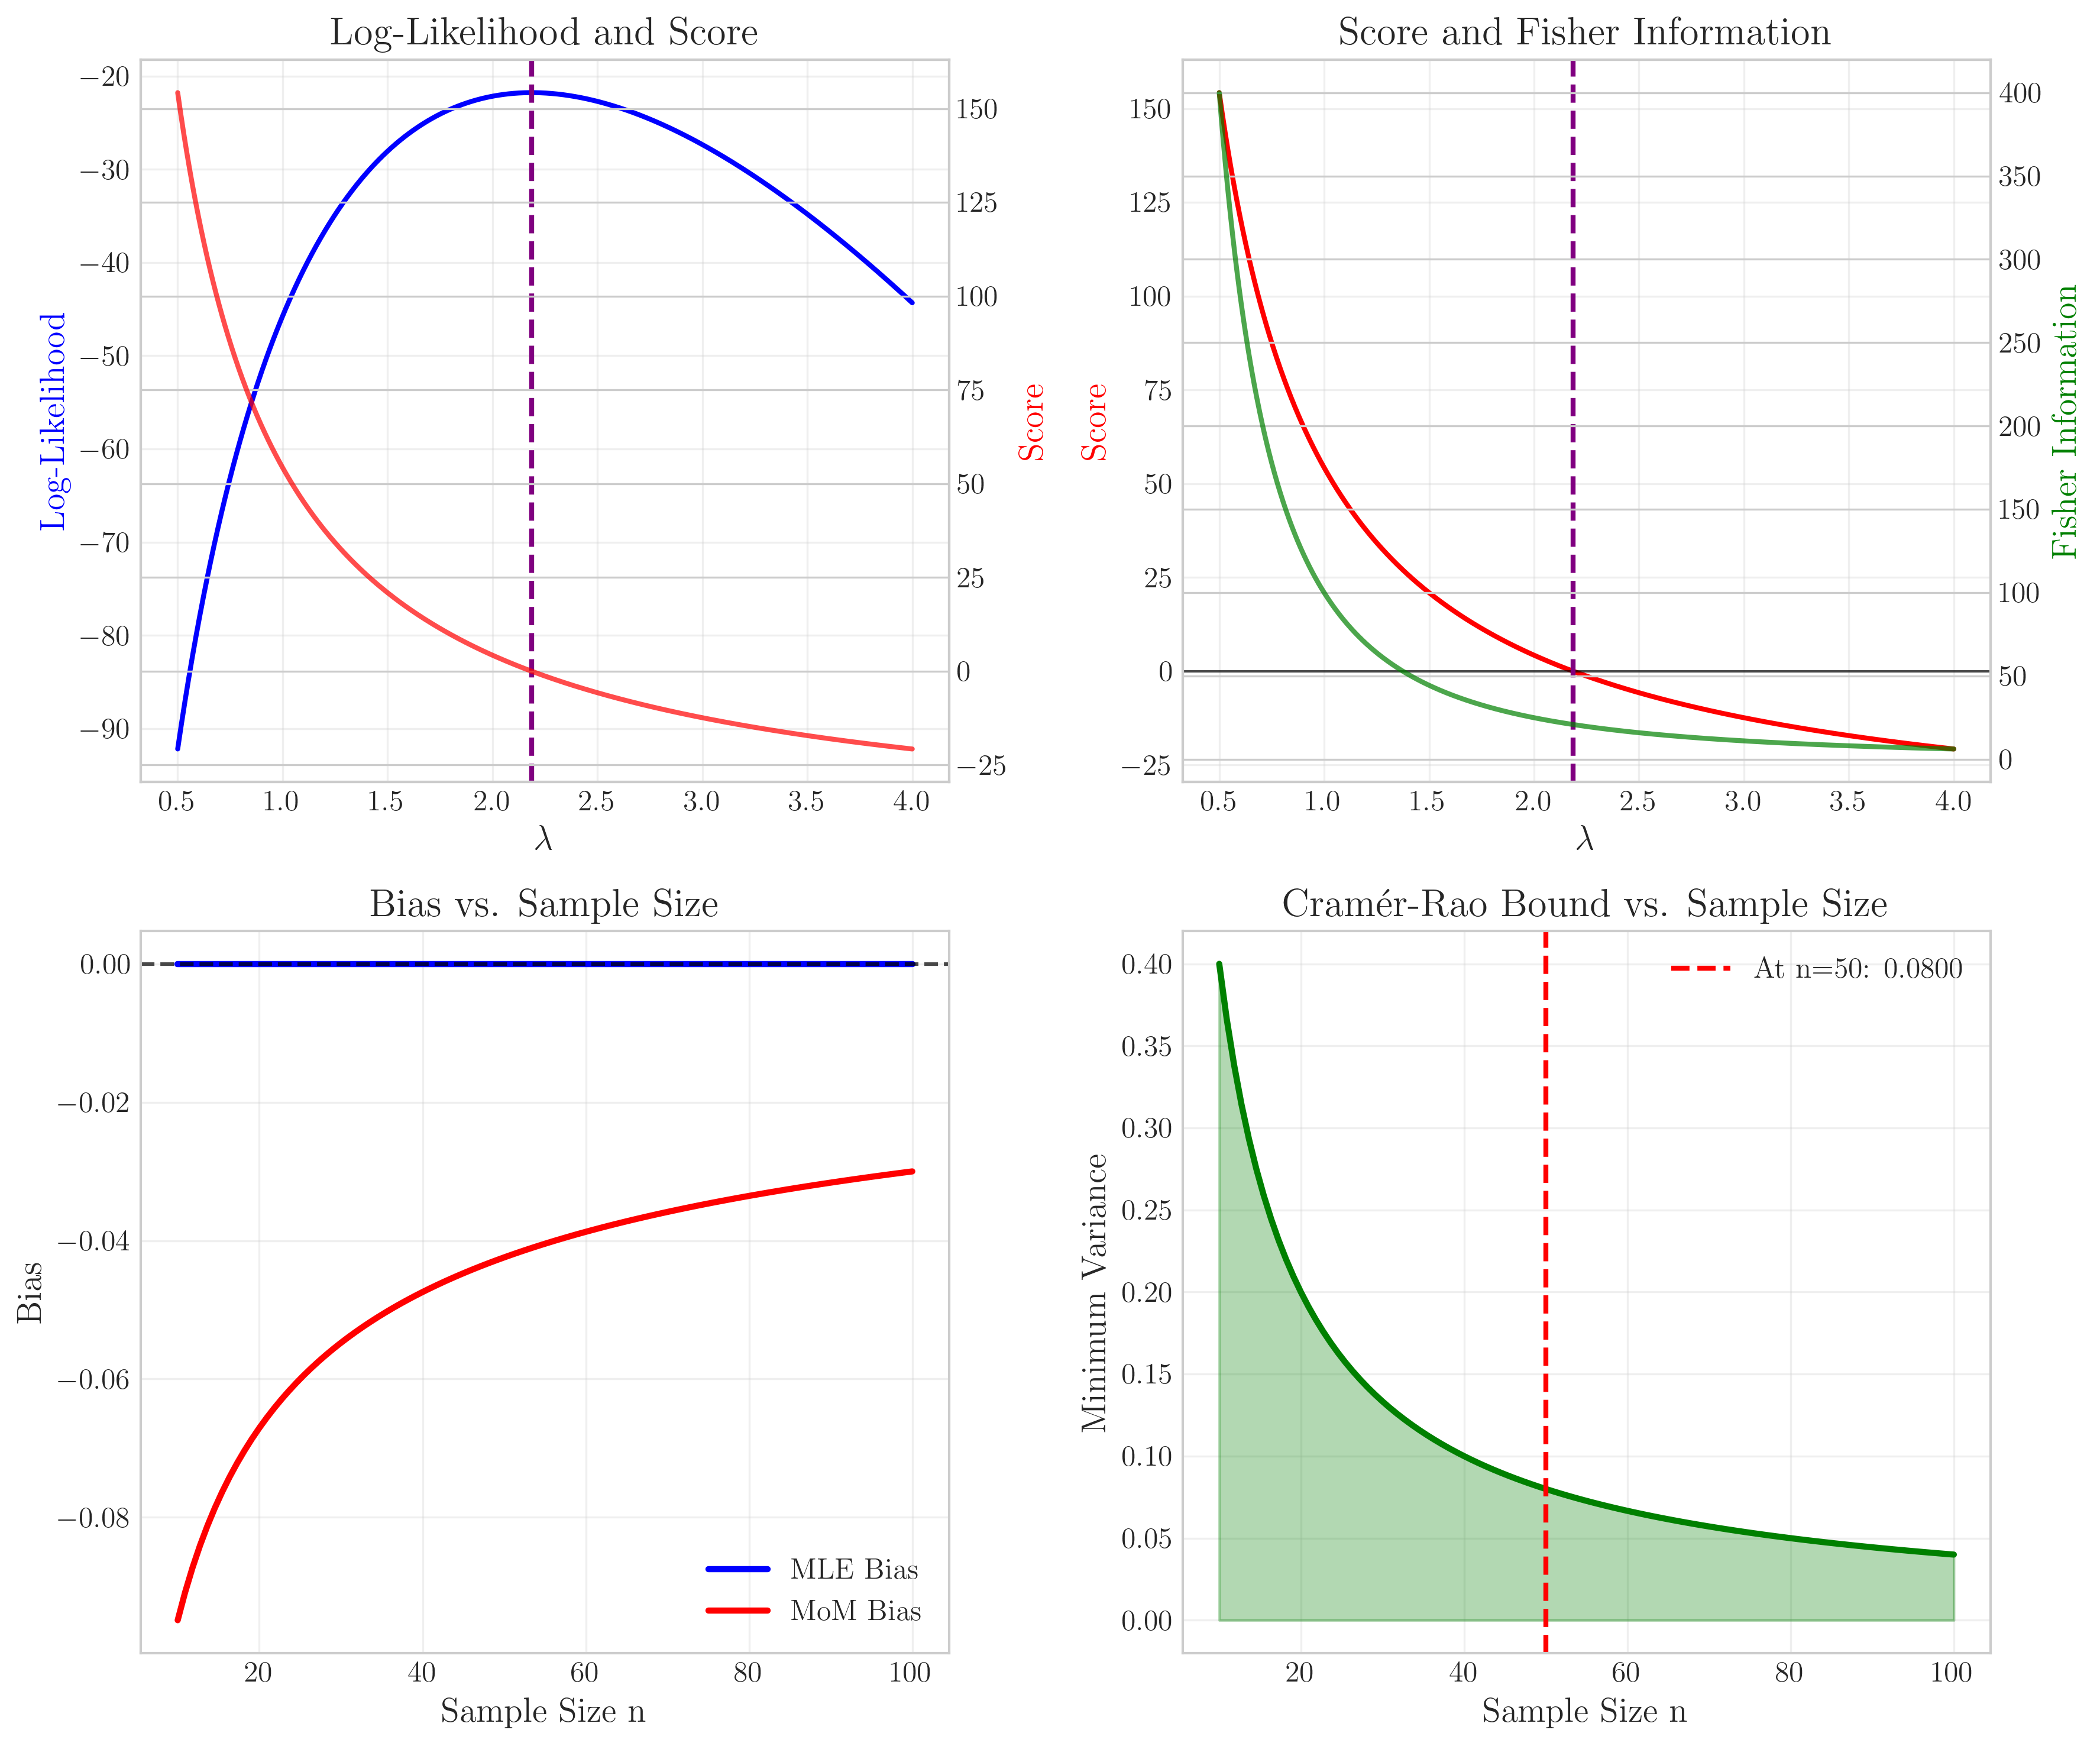 Log-Likelihood and Score
−20
−30
−40
−50
−60
−70
−80
−90
Log-Likelihood
150
125
100
75
50
25
0
−25
Score
0.5 1.0 1.5 2.0 2.5 3.0 3.5 4.0
λ
Score and Fisher Information
150
125
100
75
50
25
0
−25
Score
400
350
300
250
200
150
100
50
0
Fisher Information
0.5 1.0 1.5 2.0 2.5 3.0 3.5 4.0
λ
Bias vs. Sample Size
0.00
−0.02
−0.04
−0.06
−0.08
Bias
MLE Bias
MoM Bias
20 40 60 80 100
Sample Size n
Cramér-Rao Bound vs. Sample Size
0.40
0.35
0.30
0.25
0.20
0.15
0.10
0.05
0.00
Minimum Variance
At n=50: 0.0800
20 40 60 80 100
Sample Size n